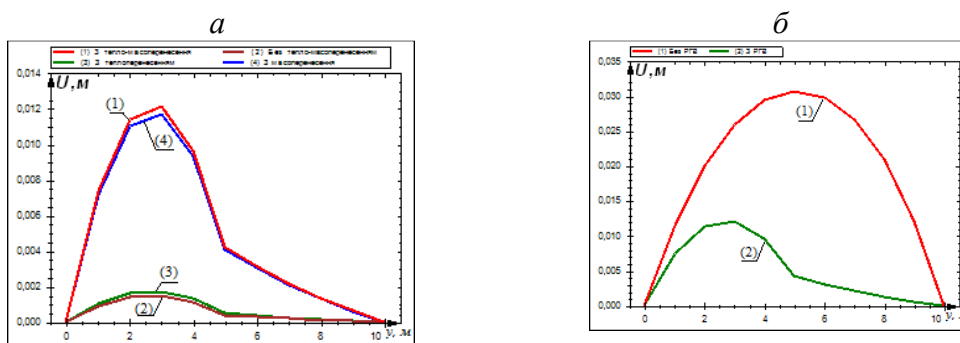 а
б
(1) З тепло-масоперенесення
(2) Без тепло-масоперенесенням
(3) З теплоперенесенням
(4) З масоперенесення
U,м
0,014
0,012
0,010
0,008
0,006
0,004
0,002
0,000
(1)
(4)
(3)
(2)
0
2
4
6
8
10
y, м
(1) Без РГВ
(2) З РГВ
U,м
0,035
0,030
0,025
0,020
0,015
0,010
0,005
0,000
(1)
(2)
0
2
4
6
8
10
y,